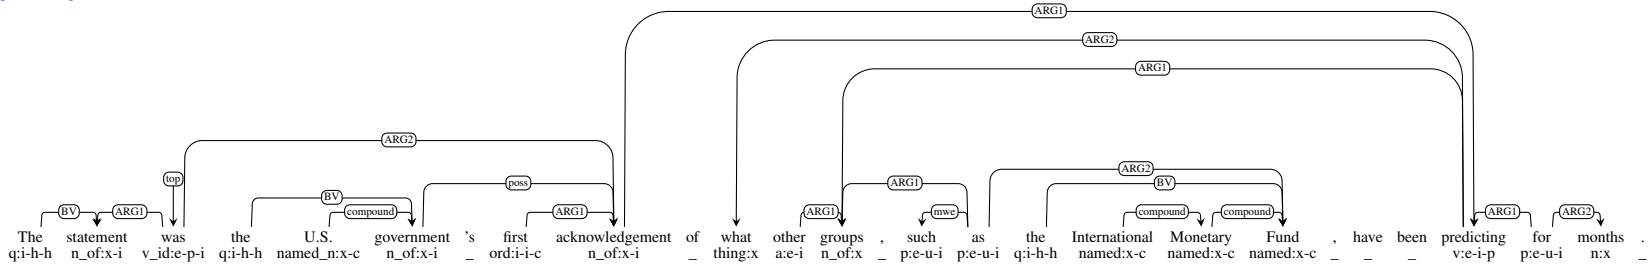 ARG1
ARG2
ARG1
ARG2
ARG2
top
poss
ARG1
BV
BV
BV
ARG1
compound
ARG1
ARG1
mwe
compound
compound
ARG1
ARG2
The statement was the U.S. government 's first acknowledgement of what other groups , such as the International Monetary Fund , have been predicting for months .
q:i-h-h n_of:x-i v_id:e-p-i q:i-h-h named_n:x-c n_of:x-i _ ord:i-i-c n_of:x-i _ thing:x a:e-i n_of:x _ p:e-u-i p:e-u-i q:i-h-h named:x-c named:x-c named:x-c _ _ _ v:e-i-p p:e-u-i n:x _